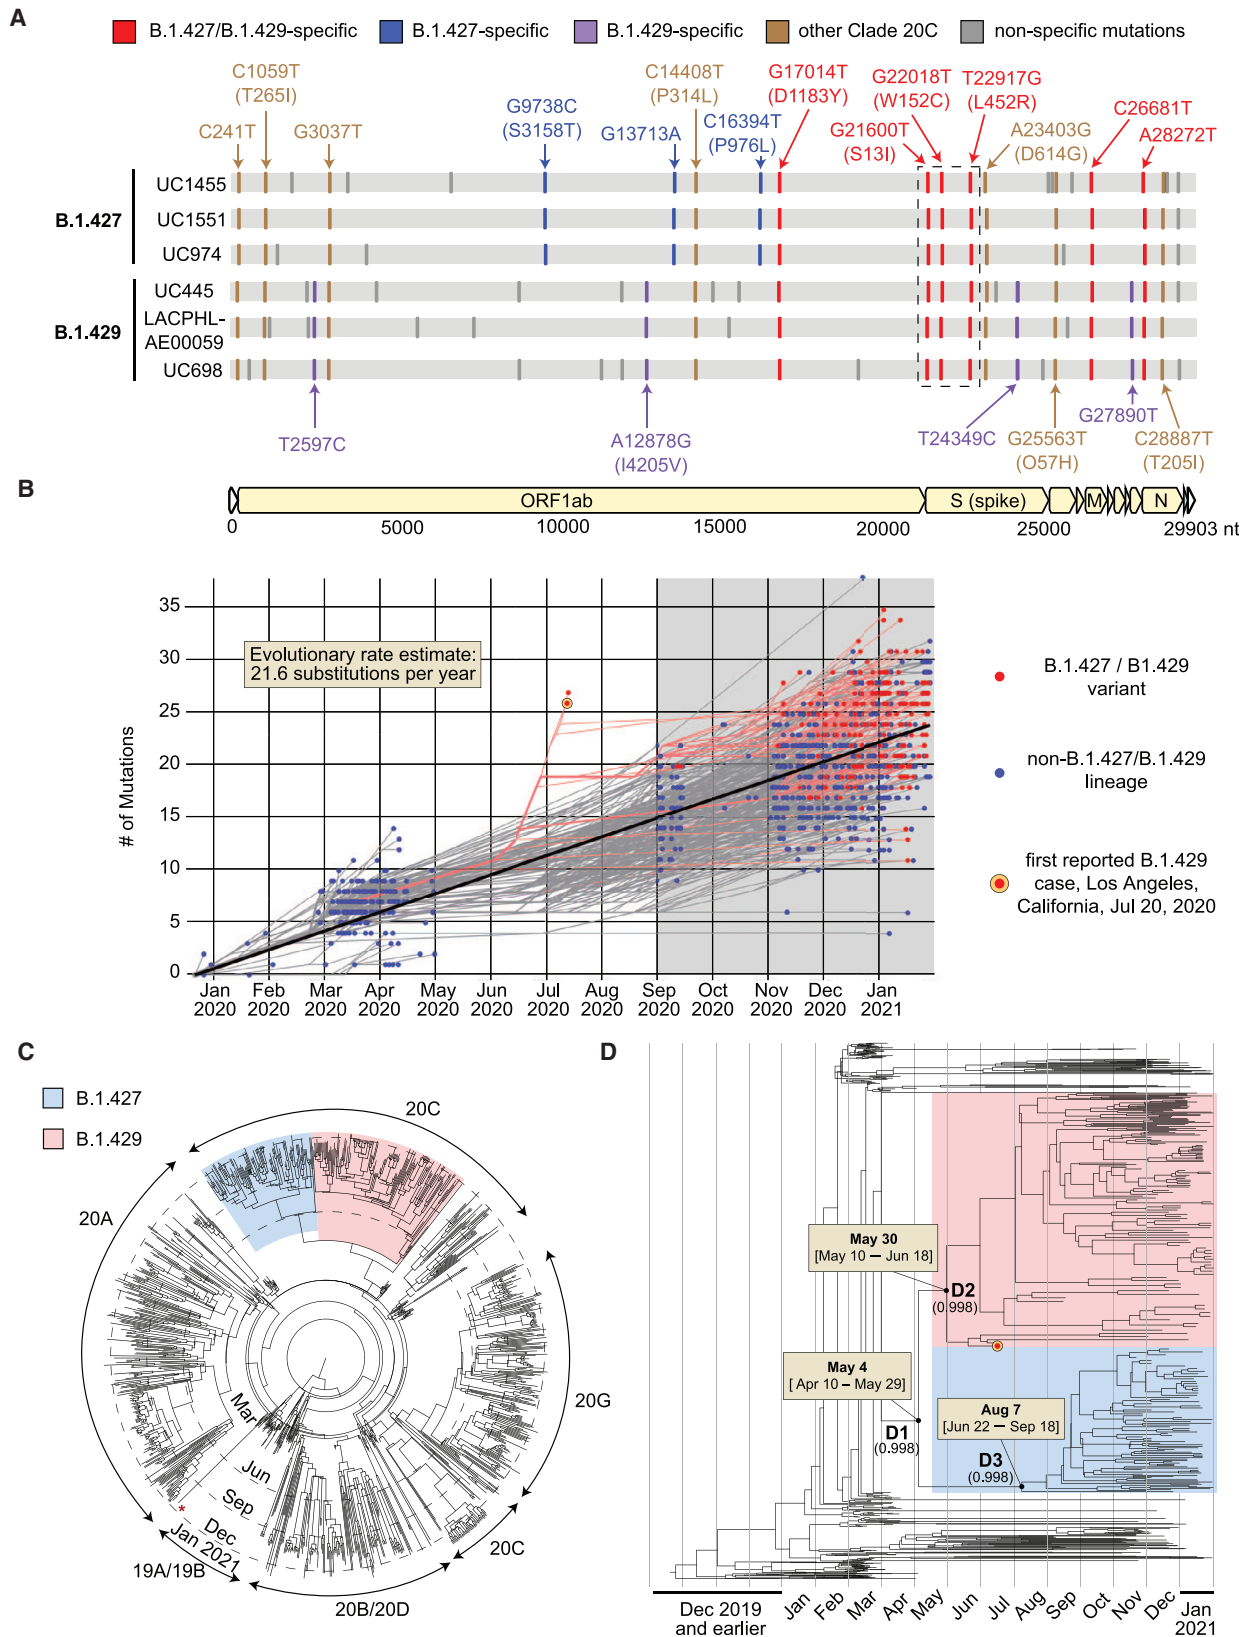 A
B.1.427/B.1.429-specific
B.1.427-specific
B.1.429-specific
other Clade 20C
non-specific mutations
C241T
C1059T
(T265I)
G3037T
G9738C
(S3158T)
G13713A
C14408T
(P314L)
C16394T
(P976L)
G17014T
(D1183Y)
G21600T
(S13I)
G22018T
(W152C)
T22917G
(L452R)
A23403G
(D614G)
C26681T
A28272T
B.1.427
UC1455
UC1551
UC974
B.1.429
UC445
LACPHL-
AE00059
UC698
T2597C
A12878G
(I4205V)
T24349C
G25563T
(O57H)
G27890T
C28887T
(T205I)
ORF1ab
S (spike)
M
N
0
5000
10000
15000
20000
25000
29903 nt
B
# of Mutations
35
30
25
20
15
10
5
0
Evolutionary rate estimate:
21.6 substitutions per year
Jan
2020
Feb
2020
Mar
2020
Apr
2020
May
2020
Jun
2020
Jul
2020
Aug
2020
Sep
2020
Oct
2020
Nov
2020
Dec
2020
Jan
2021
B.1.427 / B1.429
variant
non-B.1.427/B.1.429
lineage
first reported B.1.429
case, Los Angeles,
California, Jul 20, 2020
C
B.1.427
B.1.429
20C
20A
20G
20C
20B/20D
19A/19B
Mar
Jun
Sep
Dec
Jan 2021
*
D
May 30
[May 10 – Jun 18]
D2
(0.998)
May 4
[ Apr 10 – May 29]
D1
(0.998)
Aug 7
[Jun 22 – Sep 18]
D3
(0.998)
Dec 2019
and earlier
Jan
Feb
Mar
Apr
May
Jun
Jul
Aug
Sep
Oct
Nov
Dec
Jan
2021